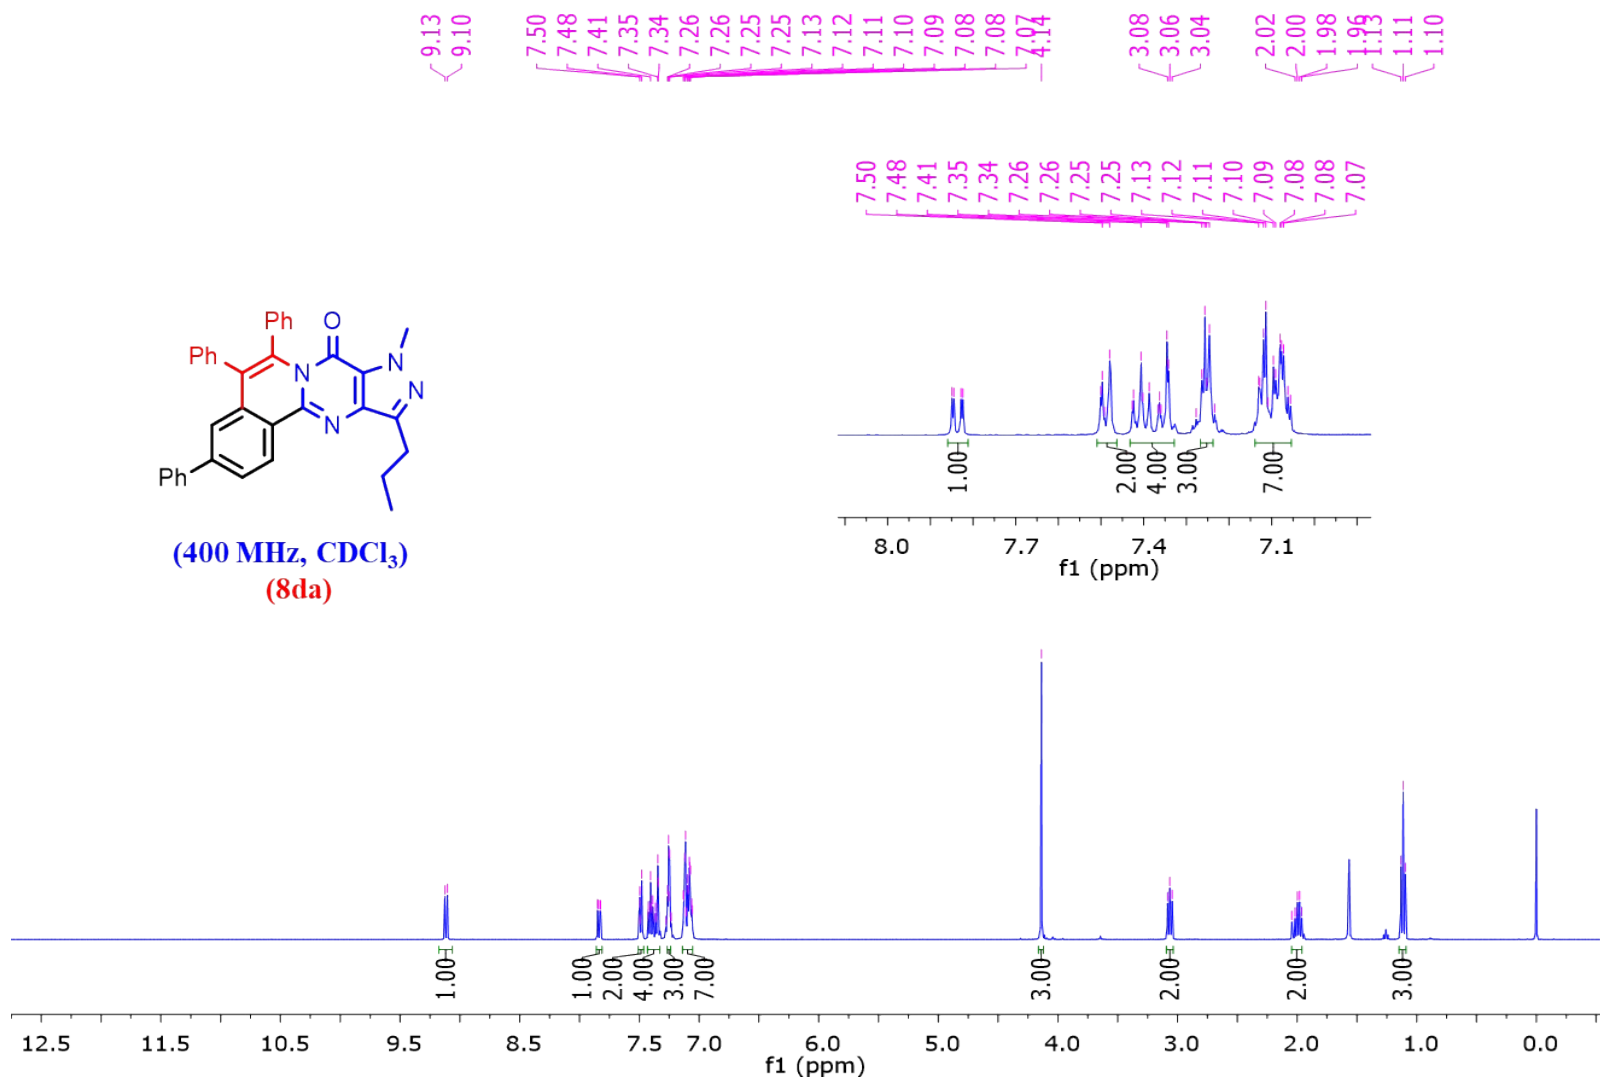 9.13 9.10 7.50 7.48 7.41 7.35 7.34 7.26 7.26 7.25 7.25 7.13 7.12 7.11 7.10 7.09 7.08 7.08 7.07 4.14 3.08 3.06 3.04 2.02 2.00 1.98 1.96 1.13 1.11 1.10
7.50 7.48 7.41 7.35 7.34 7.26 7.26 7.25 7.25 7.13 7.12 7.11 7.10 7.09 7.08 7.08 7.07
Ph O
Ph N N
N
N
Ph
(400 MHz, CDCl₃)
(8da)
1.00 2.00 4.00 3.00 7.00
8.0 7.7 7.4 7.1
f1 (ppm)
1.00 1.00 2.00 4.00 3.00 7.00 3.00 2.00 2.00 3.00
12.5 11.5 10.5 9.5 8.5 7.5 7.0 6.0 5.0 4.0 3.0 2.0 1.0 0.0
f1 (ppm)